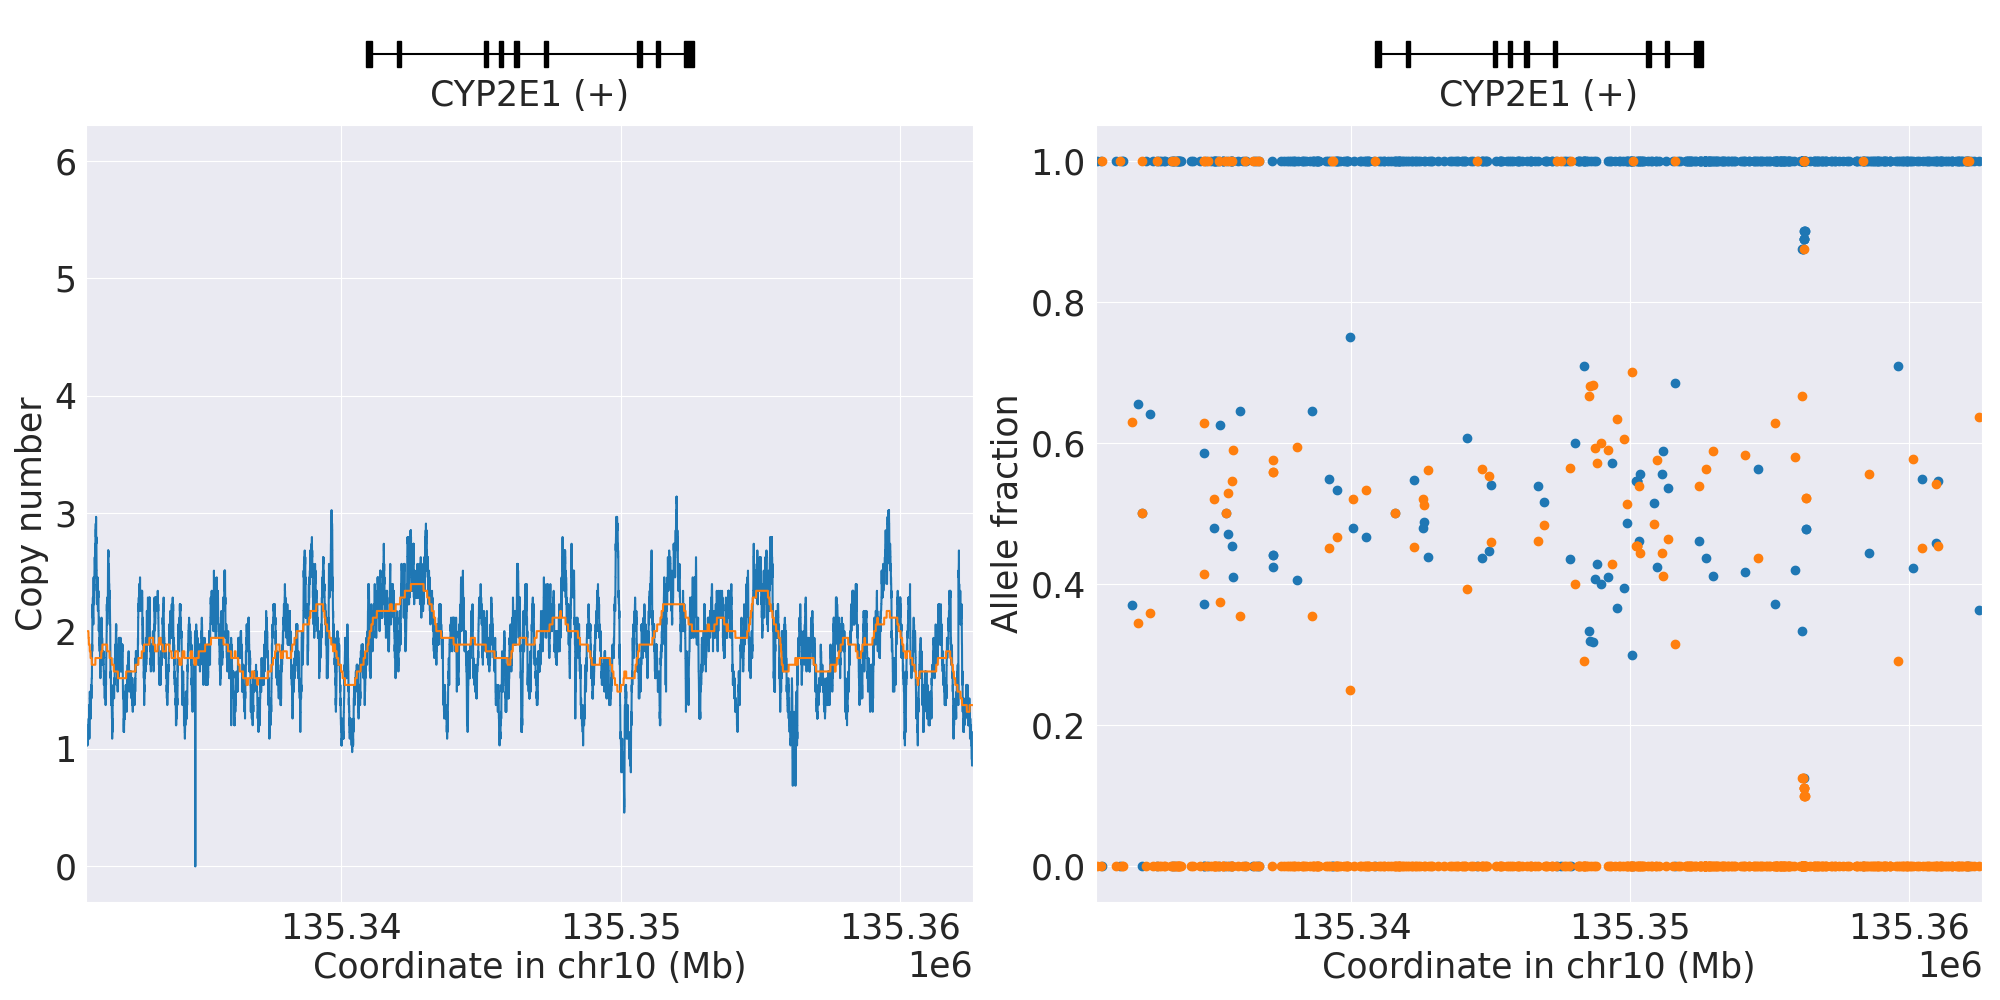 CYP2E1 (+)
CYP2E1 (+)
Copy number
6
5
4
3
2
1
0
135.34 135.35 135.36
Coordinate in chr10 (Mb)
1e6
Allele fraction
1.0
0.8
0.6
0.4
0.2
0.0
135.34 135.35 135.36
Coordinate in chr10 (Mb)
1e6